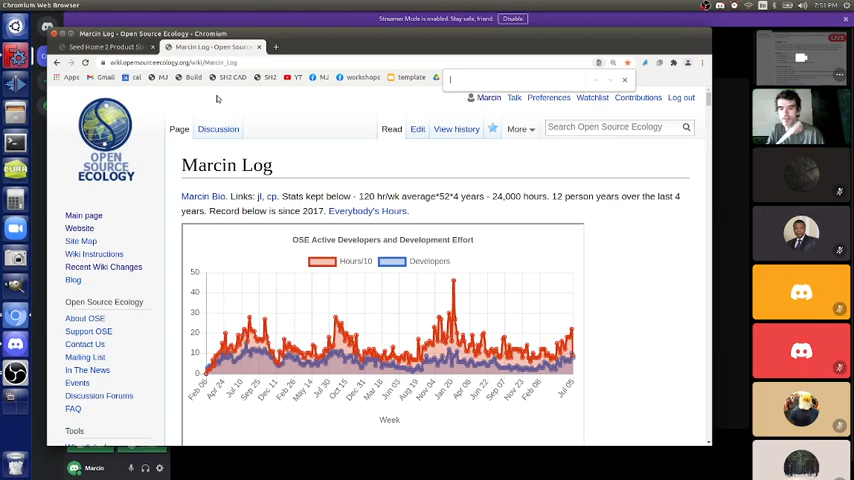 Chromium Web Browser
7:51 PM
Streamer Mode is enabled. Stay safe, friend.
Disable
LIVE
Marcin Log - Open Source Ecology - Chromium
Seed Home 2 Product S
Marcin Log - Open Source
wiki.opensourceecology.org/wiki/Marcin_Log
Apps
Gmail
cal
MJ
Build
SH2 CAD
SH2
YT
MJ
workshops
template
Marcin
Talk
Preferences
Watchlist
Contributions
Log out
OPEN
SOURCE
ECOLOGY
Page
Discussion
Read
Edit
View history
More
Search Open Source Ecology
Marcin Log
Marcin Bio. Links: jl, cp. Stats kept below - 120 hr/wk average*52*4 years - 24,000 hours. 12 person years over the last 4
years. Record below is since 2017. Everybody's Hours.
Main page
Website
Site Map
Wiki Instructions
Recent Wiki Changes
Blog
Open Source Ecology
About OSE
Support OSE
Contact Us
Mailing List
In The News
Events
Discussion Forums
FAQ
Tools
OSE Active Developers and Development Effort
Hours/10
Developers
50
40
30
20
10
0
Feb 06
Apr 24
Jul 10
Sep 25
Dec 11
Feb 26
May 14
Jul 30
Oct 15
Dec 31
Mar 18
Jun 03
Aug 19
Nov 04
Jan 20
Apr 06
Jun 22
Sep 07
Nov 23
Feb 08
Jul 05
Week
Marcin
CURA